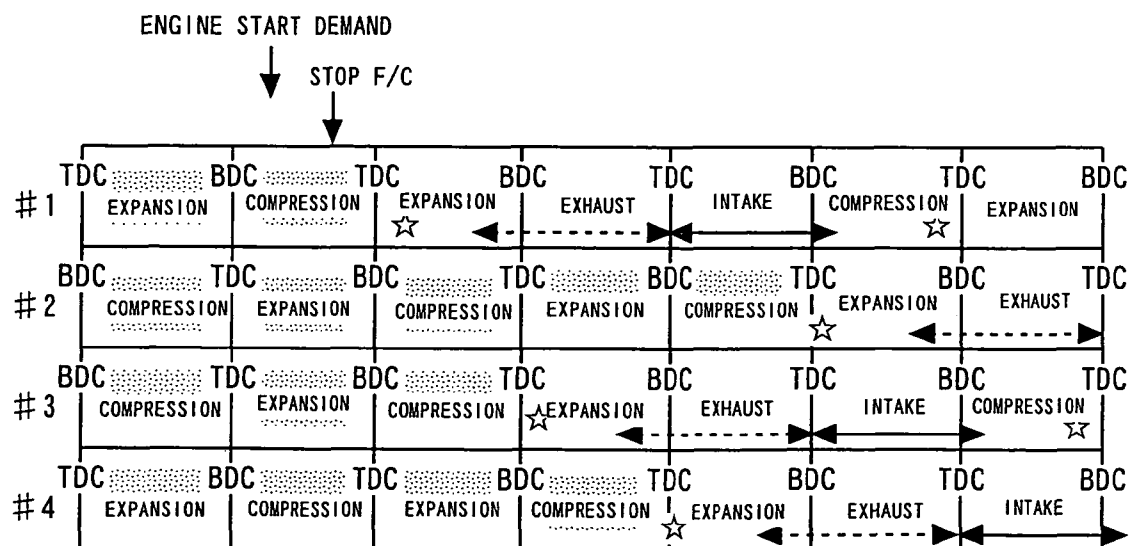 ENGINE START DEMAND
STOP F/C
TDC BDC TDC BDC TDC BDC TDC BDC
#1 EXPANSION COMPRESSION EXPANSION EXHAUST INTAKE COMPRESSION EXPANSION
BDC TDC BDC TDC BDC TDC BDC TDC
#2 COMPRESSION EXPANSION COMPRESSION EXPANSION COMPRESSION EXPANSION EXHAUST
BDC TDC BDC TDC BDC TDC BDC TDC
#3 COMPRESSION EXPANSION COMPRESSION EXPANSION EXHAUST INTAKE COMPRESSION
TDC BDC TDC BDC TDC BDC TDC BDC
#4 EXPANSION COMPRESSION EXPANSION COMPRESSION EXPANSION EXHAUST INTAKE